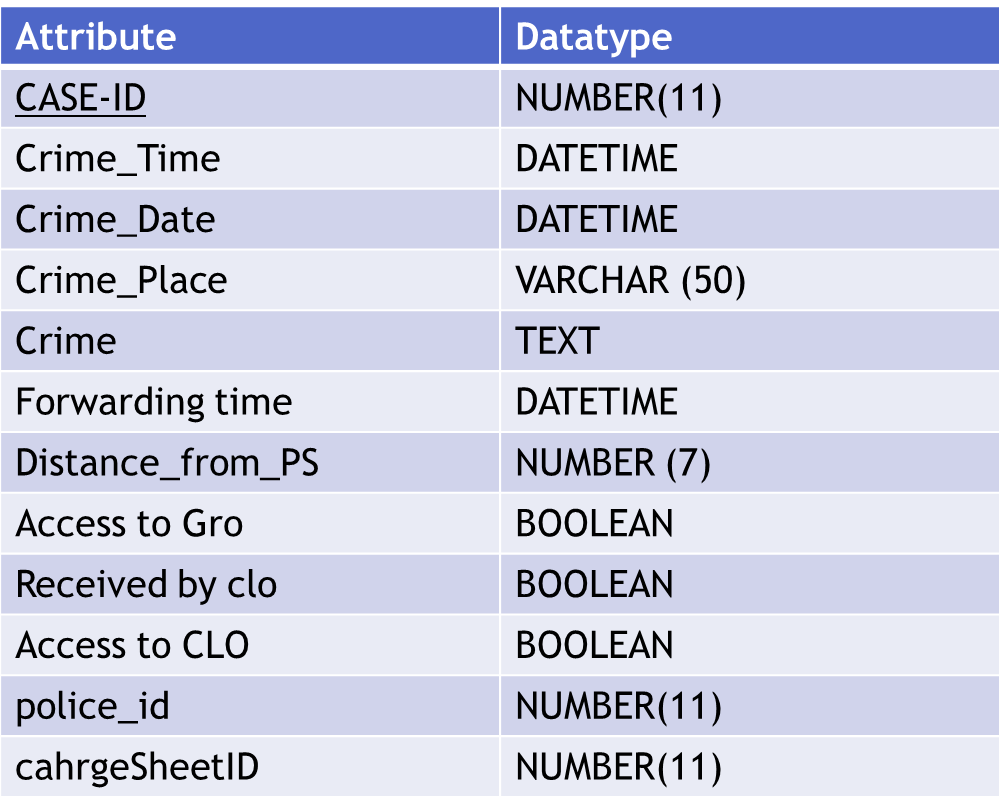 Attribute Datatype
CASE-ID NUMBER(11)
Crime_Time DATETIME
Crime_Date DATETIME
Crime_Place VARCHAR (50)
Crime TEXT
Forwarding time DATETIME
Distance_from_PS NUMBER (7)
Access to Gro BOOLEAN
Received by clo BOOLEAN
Access to CLO BOOLEAN
police_id NUMBER(11)
cahrgeSheetID NUMBER(11)